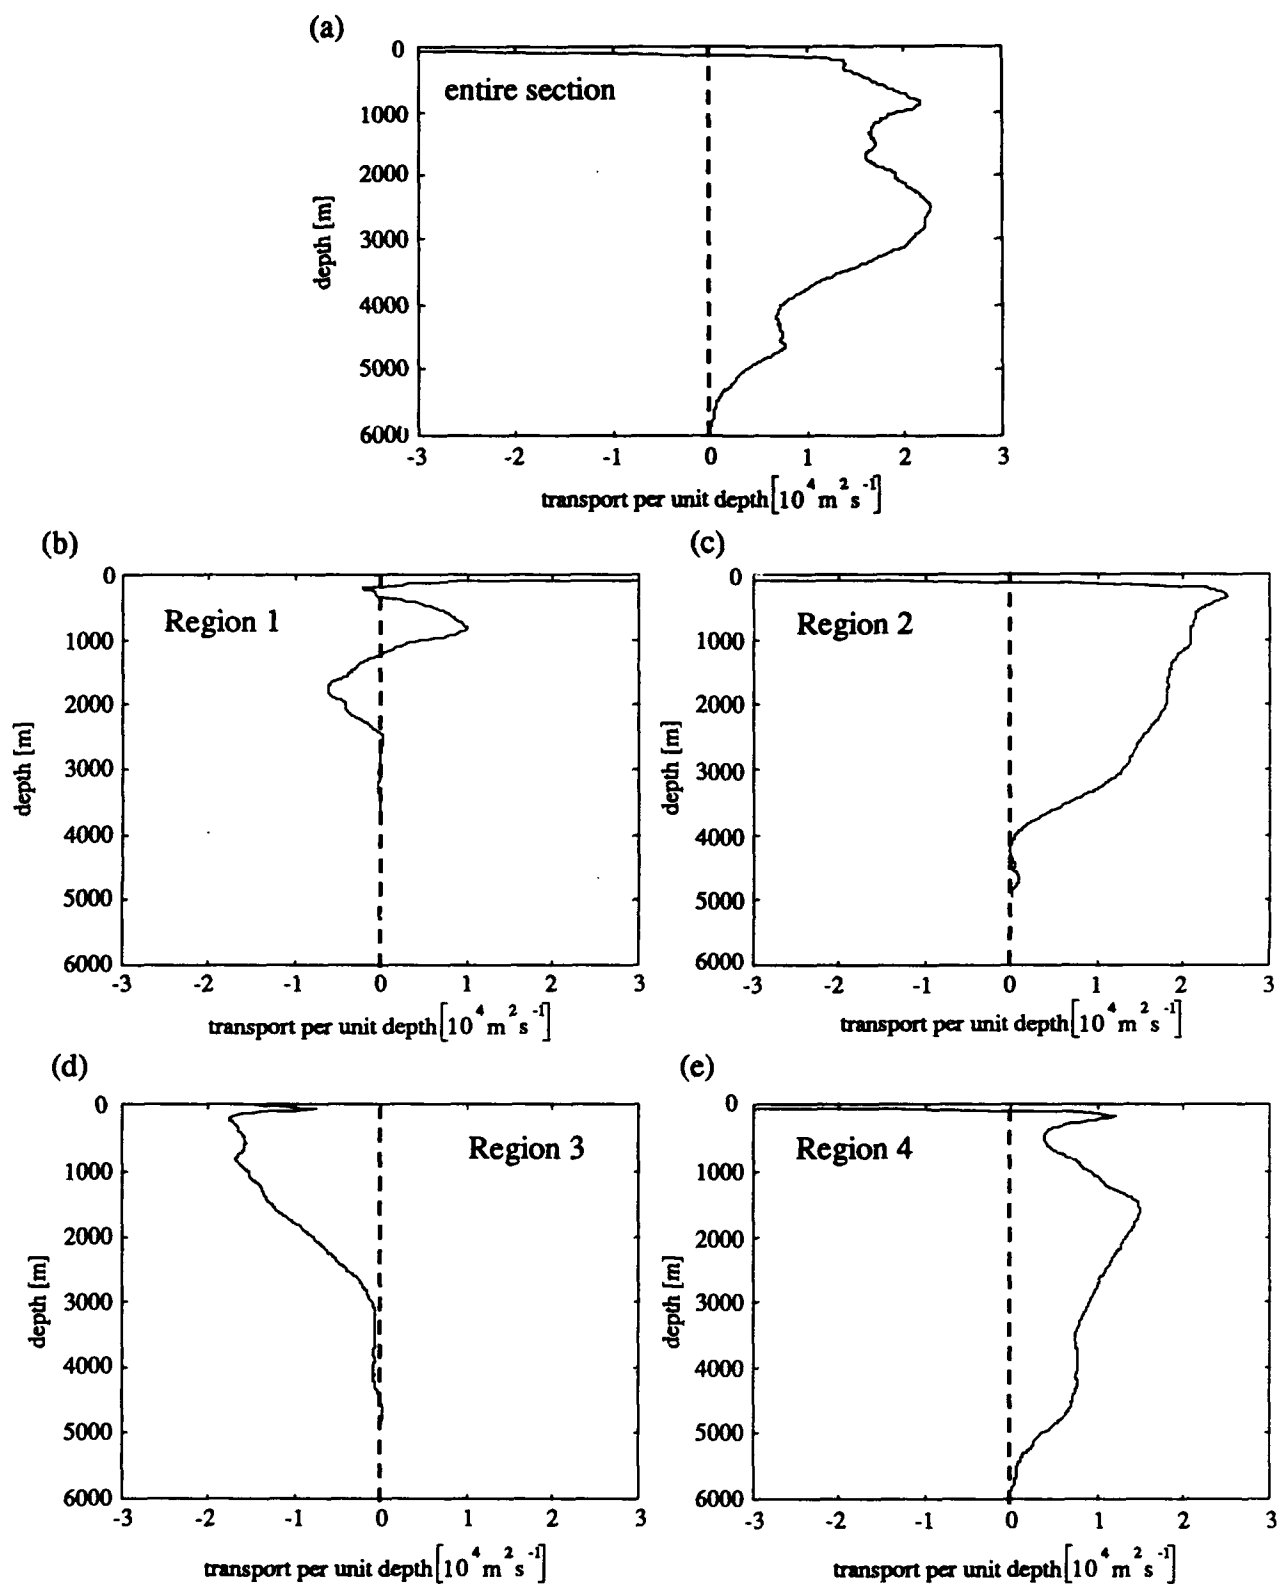 (a)
0
1000
2000
3000
4000
5000
6000
depth [m]
entire section
-3 -2 -1 0 1 2 3
transport per unit depth[10⁴ m² s⁻¹]
(b)
0
1000
2000
3000
4000
5000
6000
depth [m]
Region 1
-3 -2 -1 0 1 2 3
transport per unit depth[10⁴ m² s⁻¹]
(c)
0
1000
2000
3000
4000
5000
6000
depth [m]
Region 2
-3 -2 -1 0 1 2 3
transport per unit depth[10⁴ m² s⁻¹]
(d)
0
1000
2000
3000
4000
5000
6000
depth [m]
Region 3
-3 -2 -1 0 1 2 3
transport per unit depth[10⁴ m² s⁻¹]
(e)
0
1000
2000
3000
4000
5000
6000
depth [m]
Region 4
-3 -2 -1 0 1 2 3
transport per unit depth[10⁴ m² s⁻¹]